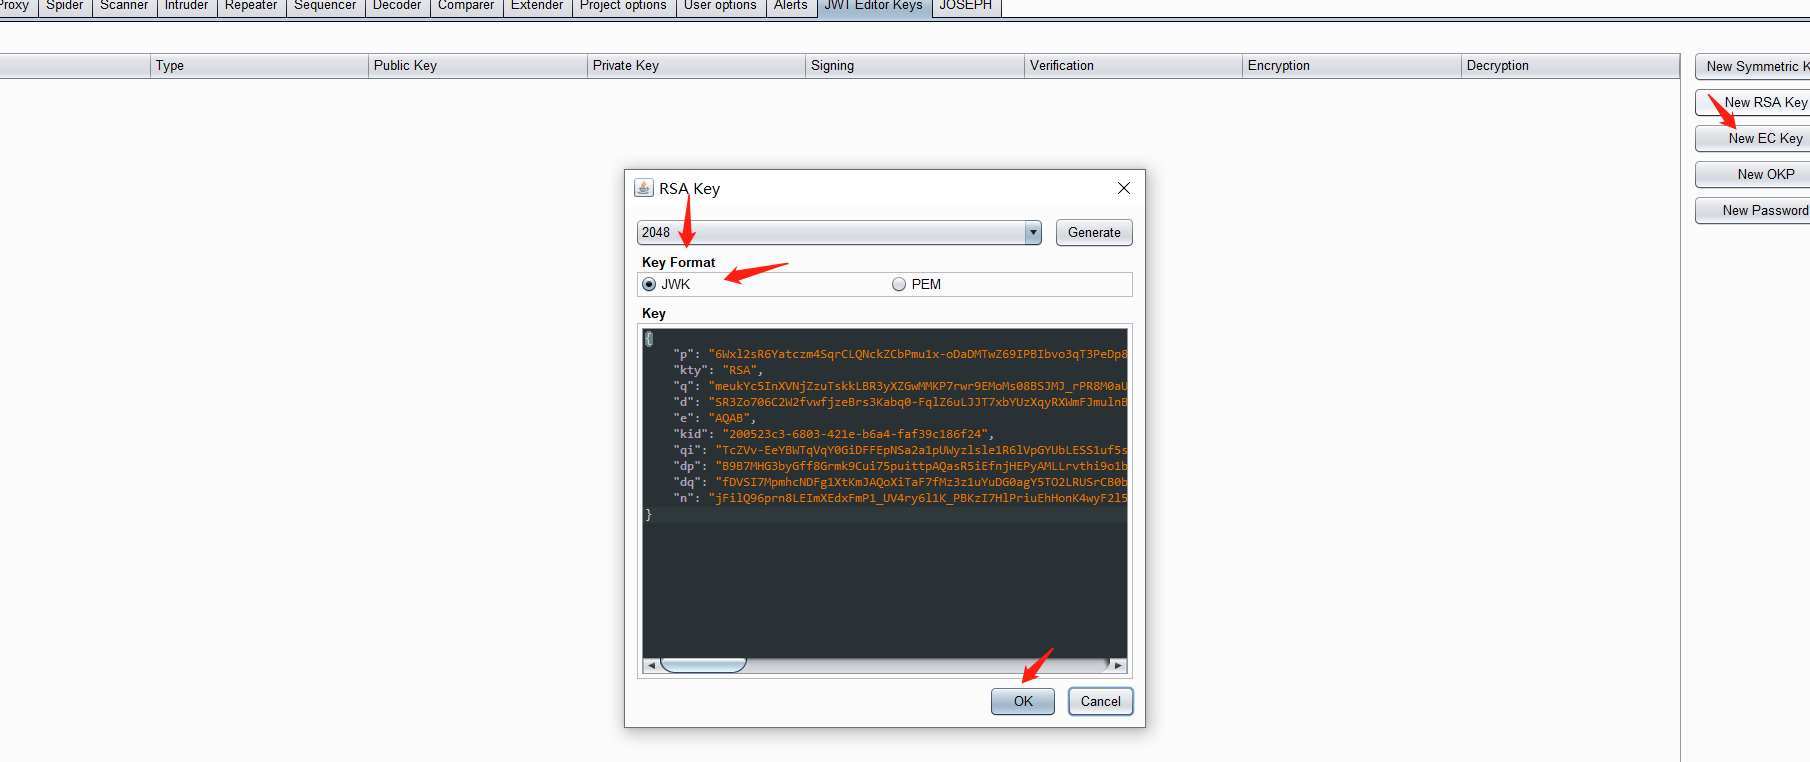 Proxy Spider Scanner Intruder Repeater Sequencer Decoder Comparer Extender Project options User options Alerts JWT Editor Keys JOSEPH
Type Public Key Private Key Signing Verification Encryption Decryption
New Symmetric K
New RSA Key
New EC Key
New OKP
New Password
RSA Key
2048 Generate
Key Format
JWK PEM
Key
{
"p": "6Wxl2sR6Yatczm4SqrCLQNckZCbPmu1x-oDaDMTwZ69IPBIbvo3qT3PeDp8
"kty": "RSA",
"q": "meukYc5InXVNjZzuTskkLBR3yXZGwMMKP7rwr9EMoMs08BSJMJ_rPR8M0aU
"d": "SR3Zo706C2W2fvwfjzeBrs3Kabq0-FqlZ6uLJJT7xbYUzXqyRXWmFJmulnB
"e": "AQAB",
"kid": "200523c3-6803-421e-b6a4-faf39c186f24",
"qi": "TcZVv-EeYBWTqVqY0GiDFFEpNSa2a1pUWyzlsle1R6lVpGYUbLESS1uf5s
"dp": "B9B7MHG3byGff8Grmk9Cui75puittpAQasR5iEfnjHEPyAMLLrvthi9o1b
"dq": "fDVSI7MpmhcNDFg1XtKmJAQoXiTaF7fMz3z1uYuDG0agY5TO2LRUSrCB0b
"n": "jFilQ96prn8LEImXEdxFmP1_UV4ry6l1K_PBKzI7HlPriuEhHonK4wyF2l5
}
OK Cancel